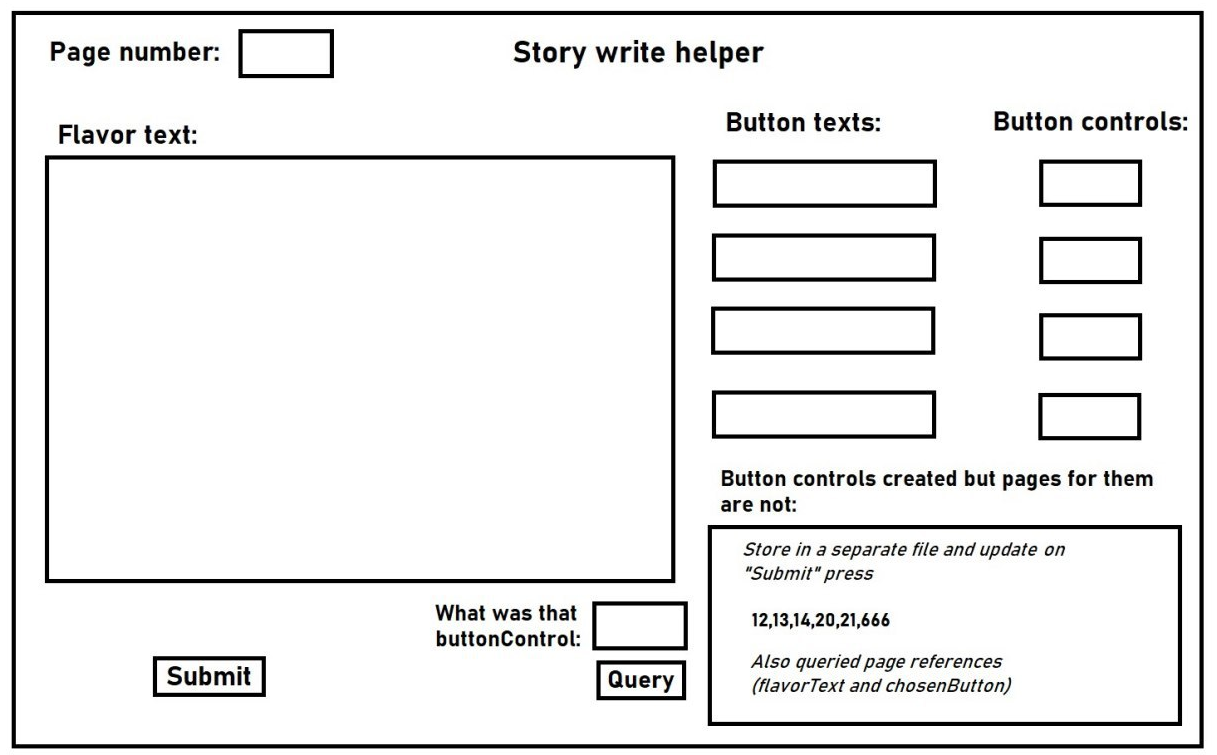 Page number:
Story write helper
Flavor text:
Button texts:
Button controls:
Button controls created but pages for them
are not:
Store in a separate file and update on
"Submit" press
12,13,14,20,21,666
Also queried page references
(flavorText and chosenButton)
What was that
buttonControl:
Submit
Query